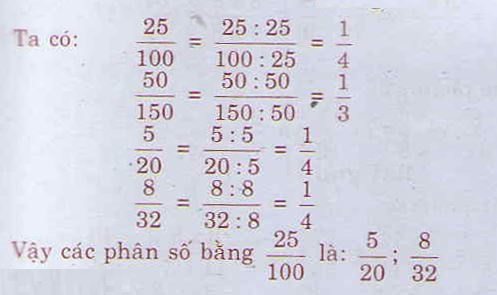 Ta có: 25/100 = 25 : 25/100 : 25 = 1/4
50/150 = 50 : 50/150 : 50 = 1/3
5/20 = 5 : 5/20 : 5 = 1/4
8/32 = 8 : 8/32 : 8 = 1/4
Vậy các phân số bằng 25/100 là: 5/20 ; 8/32